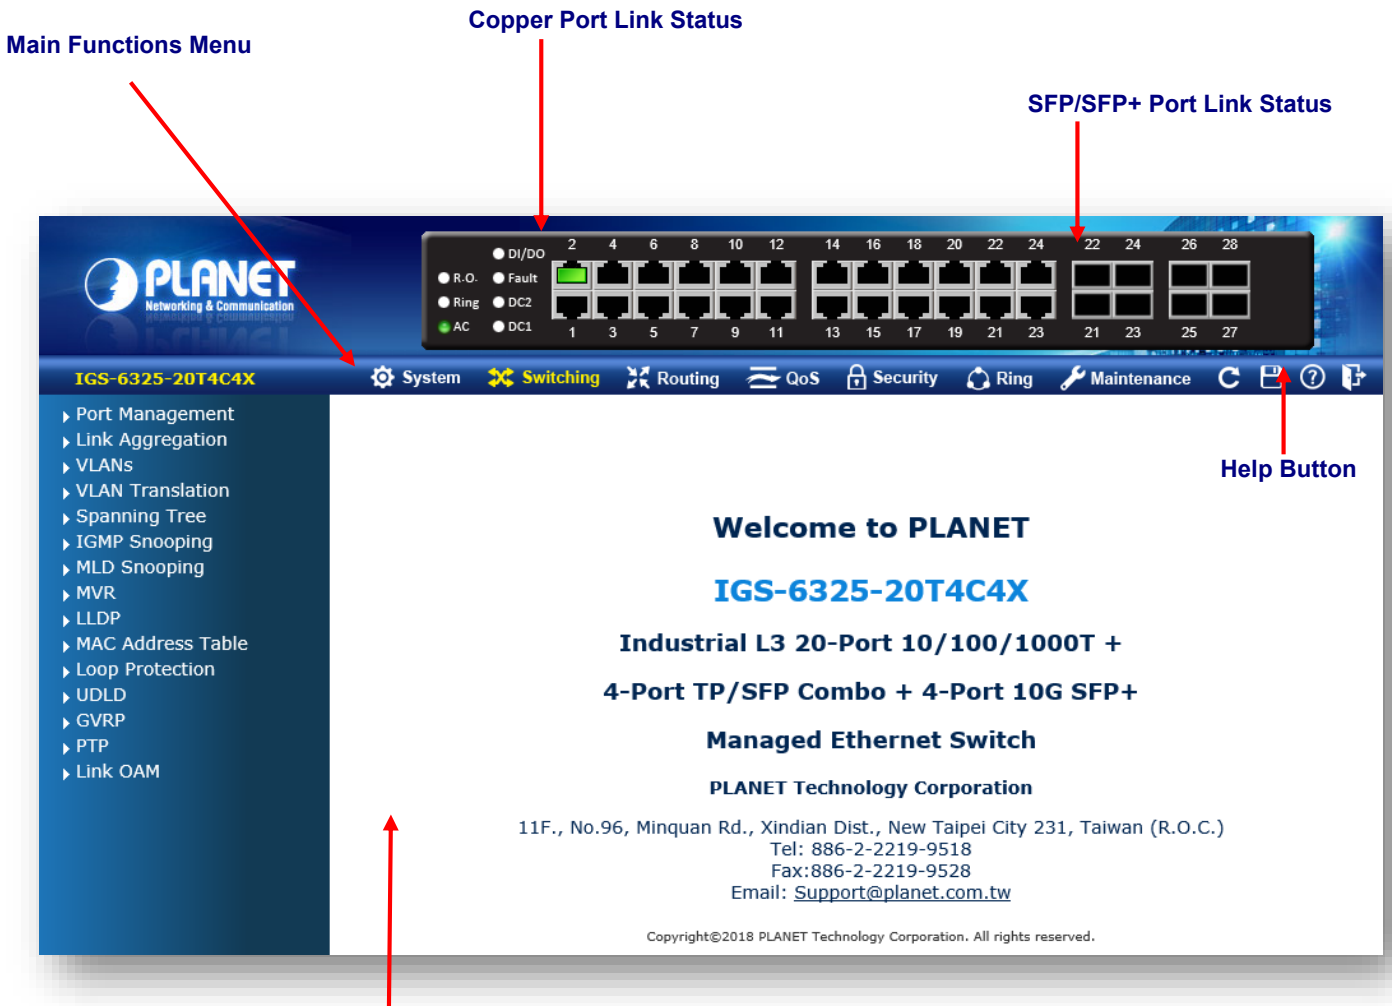 Copper Port Link Status
Main Functions Menu
SFP/SFP+ Port Link Status
PLANET
Networking & Communication
DI/DO
R.O. Fault
Ring DC2
AC DC1
2 4 6 8 10 12 14 16 18 20 22 24 22 24 26 28
1 3 5 7 9 11 13 15 17 19 21 23 21 23 25 27
IGS-6325-20T4C4X
System Switching Routing QoS Security Ring Maintenance
Port Management
Link Aggregation
VLANs
VLAN Translation
Spanning Tree
IGMP Snooping
MLD Snooping
MVR
LLDP
MAC Address Table
Loop Protection
UDLD
GVRP
PTP
Link OAM
Help Button
Welcome to PLANET
IGS-6325-20T4C4X
Industrial L3 20-Port 10/100/1000T +
4-Port TP/SFP Combo + 4-Port 10G SFP+
Managed Ethernet Switch
PLANET Technology Corporation
11F., No.96, Minquan Rd., Xindian Dist., New Taipei City 231, Taiwan (R.O.C.)
Tel: 886-2-2219-9518
Fax:886-2-2219-9528
Email: Support@planet.com.tw
Copyright©2018 PLANET Technology Corporation. All rights reserved.